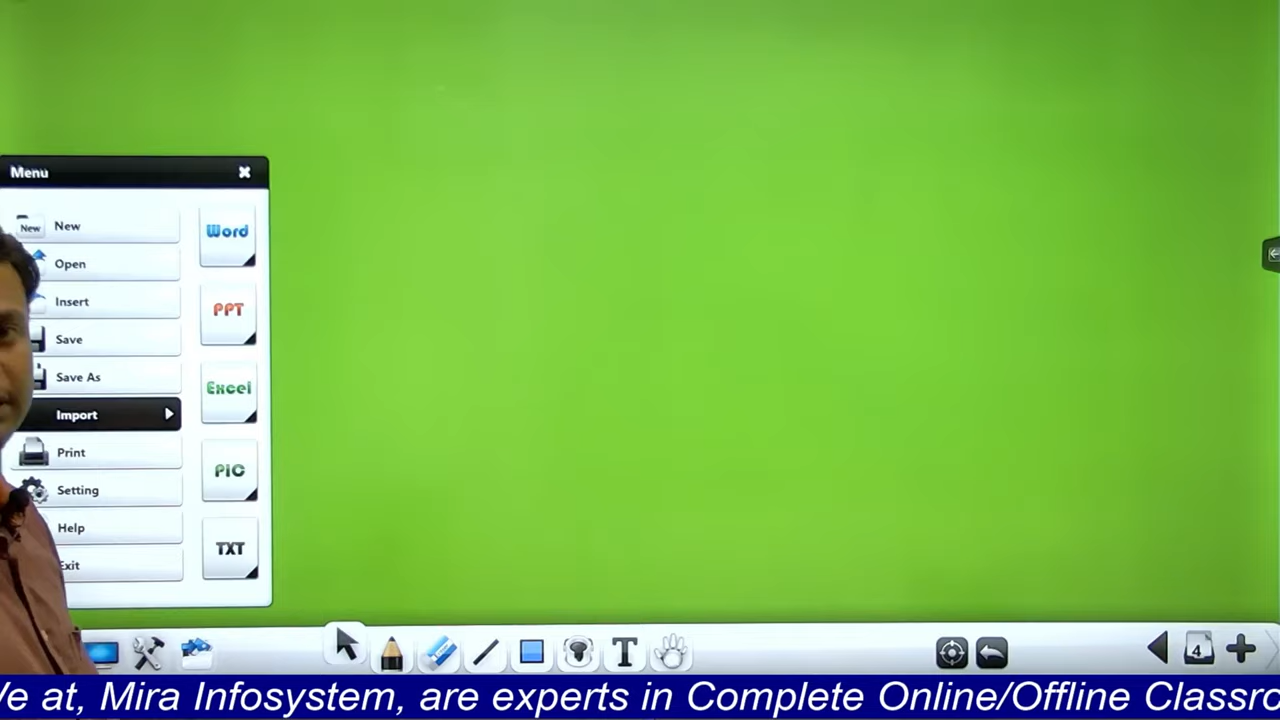 Menu
New New
Open
Insert
Save
Save As
Import
Print
Setting
Help
Exit
Word
PPT
Excel
PIC
TXT
T
4
We at, Mira Infosystem, are experts in Complete Online/Offline Classro